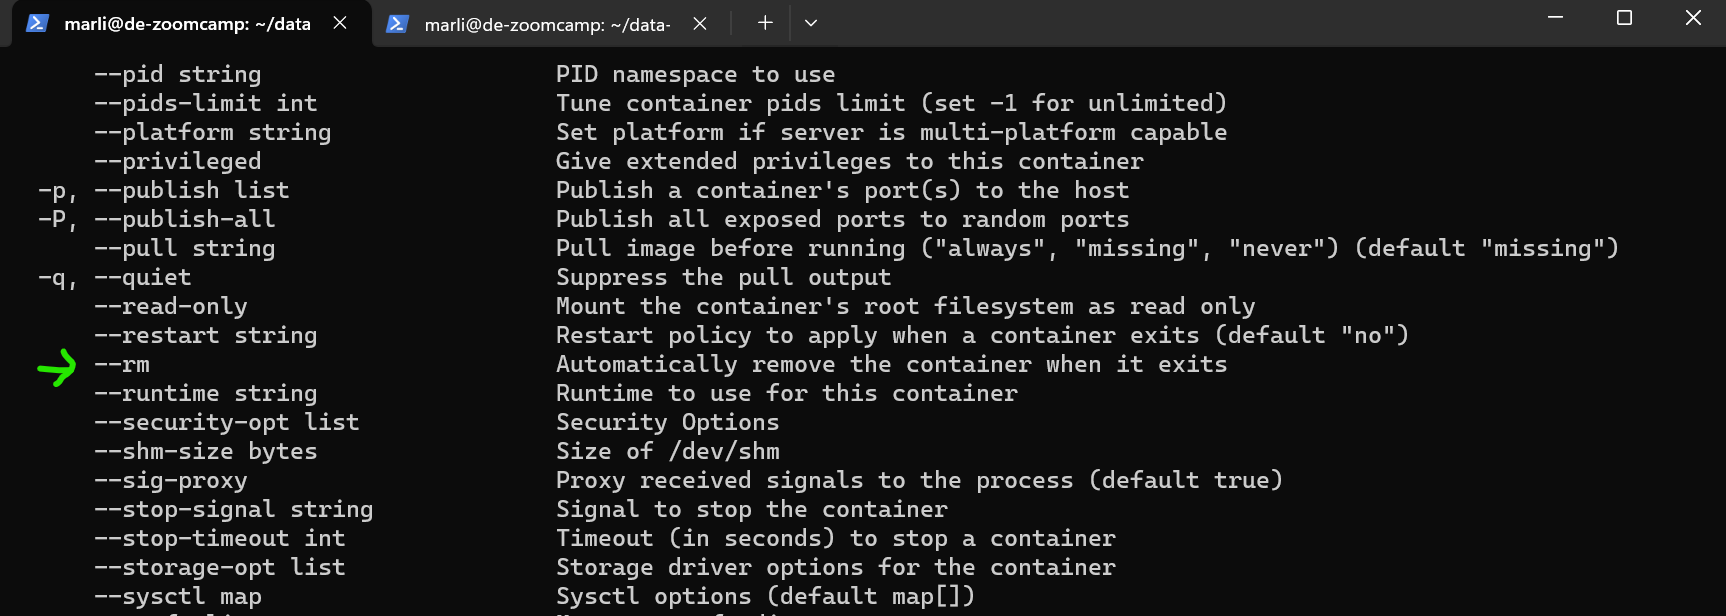 marli@de-zoomcamp: ~/data
marli@de-zoomcamp: ~/data-
--pid string PID namespace to use
--pids-limit int Tune container pids limit (set -1 for unlimited)
--platform string Set platform if server is multi-platform capable
--privileged Give extended privileges to this container
-p, --publish list Publish a container's port(s) to the host
-P, --publish-all Publish all exposed ports to random ports
--pull string Pull image before running ("always", "missing", "never") (default "missing")
-q, --quiet Suppress the pull output
--read-only Mount the container's root filesystem as read only
--restart string Restart policy to apply when a container exits (default "no")
--rm Automatically remove the container when it exits
--runtime string Runtime to use for this container
--security-opt list Security Options
--shm-size bytes Size of /dev/shm
--sig-proxy Proxy received signals to the process (default true)
--stop-signal string Signal to stop the container
--stop-timeout int Timeout (in seconds) to stop a container
--storage-opt list Storage driver options for the container
--sysctl map Sysctl options (default map[])